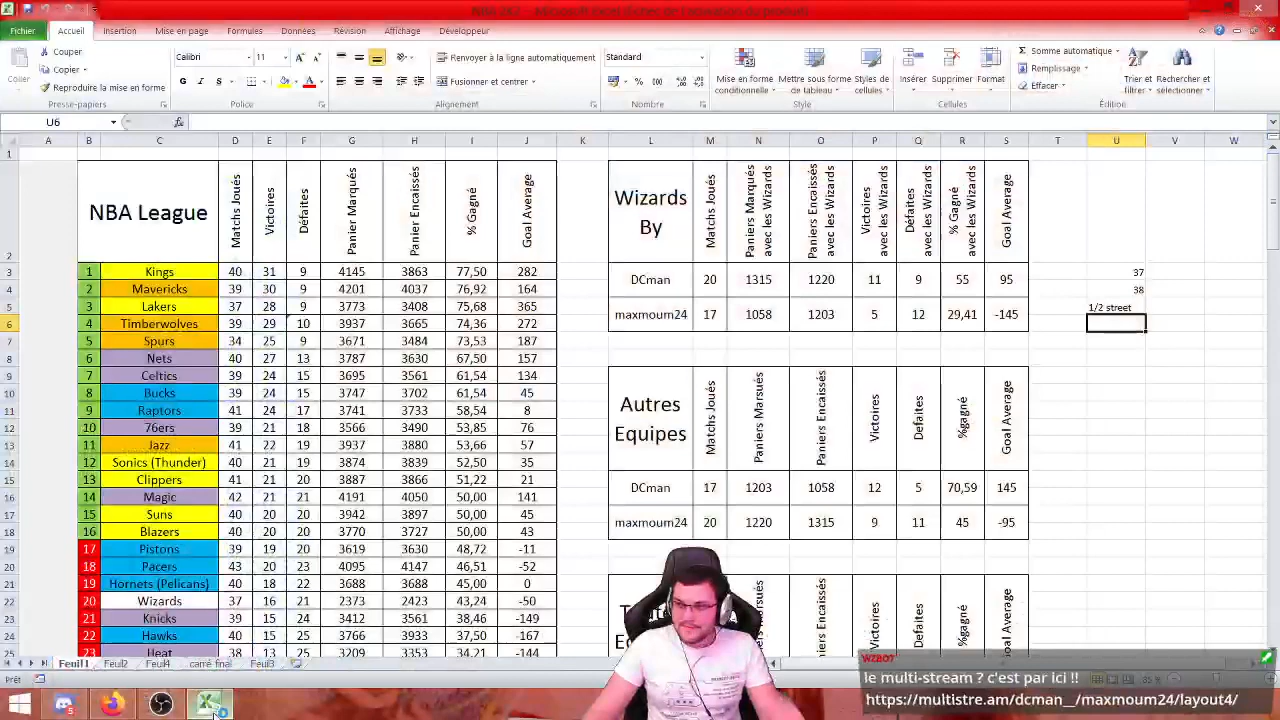 NBA 2K7 - Microsoft Excel (Échec de l'activation du produit)
Fichier Accueil Insertion Mise en page Formules Données Révision Affichage Développeur
Coller Couper Copier Reproduire la mise en forme Presse-papiers
Calibri 11 G I S Police
Renvoyer à la ligne automatiquement Fusionner et centrer Alignement
Standard Nombre
Mise en forme conditionnelle Mettre sous forme de tableau Styles de cellules Style
Insérer Supprimer Format Cellules
Somme automatique Remplissage Effacer Trier et filtrer Rechercher et sélectionner Édition
U6 fx
A B C D E F G H I J K L M N O P Q R S T U V W
NBA League Matchs Joués Victoires Défaites Panier Marqué Panier Encaissé % Gagné Goal Average
1 Kings 40 31 9 4145 3863 77,50 282
2 Mavericks 39 30 9 4201 4037 76,92 164
3 Lakers 37 28 9 3773 3408 75,68 365
4 Timberwolves 39 29 10 3937 3665 74,36 272
5 Spurs 34 25 9 3671 3484 73,53 187
6 Nets 40 27 13 3787 3630 67,50 157
7 Celtics 39 24 15 3695 3561 61,54 134
8 Bucks 39 24 15 3747 3702 61,54 45
9 Raptors 41 24 17 3741 3733 58,54 8
10 76ers 39 21 18 3566 3490 53,85 76
11 Jazz 41 22 19 3937 3880 53,66 57
12 Sonics (Thunder) 40 21 19 3874 3839 52,50 35
13 Clippers 41 21 20 3887 3866 51,22 21
14 Magic 42 21 21 4191 4050 50,00 141
15 Suns 40 20 20 3942 3897 50,00 45
16 Blazers 40 20 20 3770 3727 50,00 43
17 Pistons 39 19 20 3619 3630 48,72 -11
18 Pacers 43 20 23 4095 4147 46,51 -52
19 Hornets (Pelicans) 40 18 22 3688 3688 45,00 0
20 Wizards 37 16 21 2373 2423 43,24 -50
21 Knicks 39 15 24 3412 3561 38,46 -149
22 Hawks 40 15 25 3766 3933 37,50 -167
23 Heat 38 13 25 3209 3353 34,21 -144
Wizards By Matchs Joués Paniers Marqués avec les Wizards Paniers Encaissés avec les Wizards Victoires avec les Wizards Défaites avec les Wizards % Gagné avec les Wizards Goal Average
DCman 20 1315 1220 11 9 55 95
maxmoum24 17 1058 1203 5 12 29,41 -145
37
38
1/2 street
Autres Equipes Matchs Joués Paniers Marsués Paniers Encaissés Victoires Defaites %gagné Goal Average
DCman 17 1203 1058 12 5 70,59 145
maxmoum24 20 1220 1315 9 11 45 -95
Victoires Defaites %gagné Goal Average
Feuil1 Feuil2 Feuil4 carré final Feuil3
Prêt 85 %
WZBOT
le multi-stream ? c'est par ici !!
https://multistre.am/dcman__/maxmoum24/layout4/